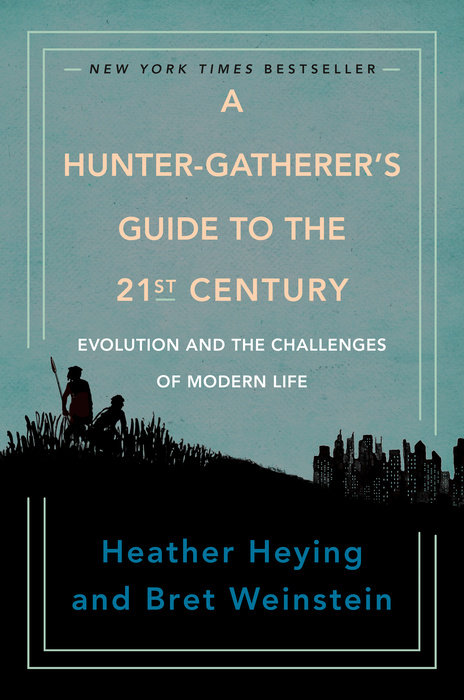 NEW YORK TIMES BESTSELLER
A
HUNTER-GATHERER'S
GUIDE TO THE
21ST CENTURY
EVOLUTION AND THE CHALLENGES
OF MODERN LIFE
Heather Heying
and Bret Weinstein